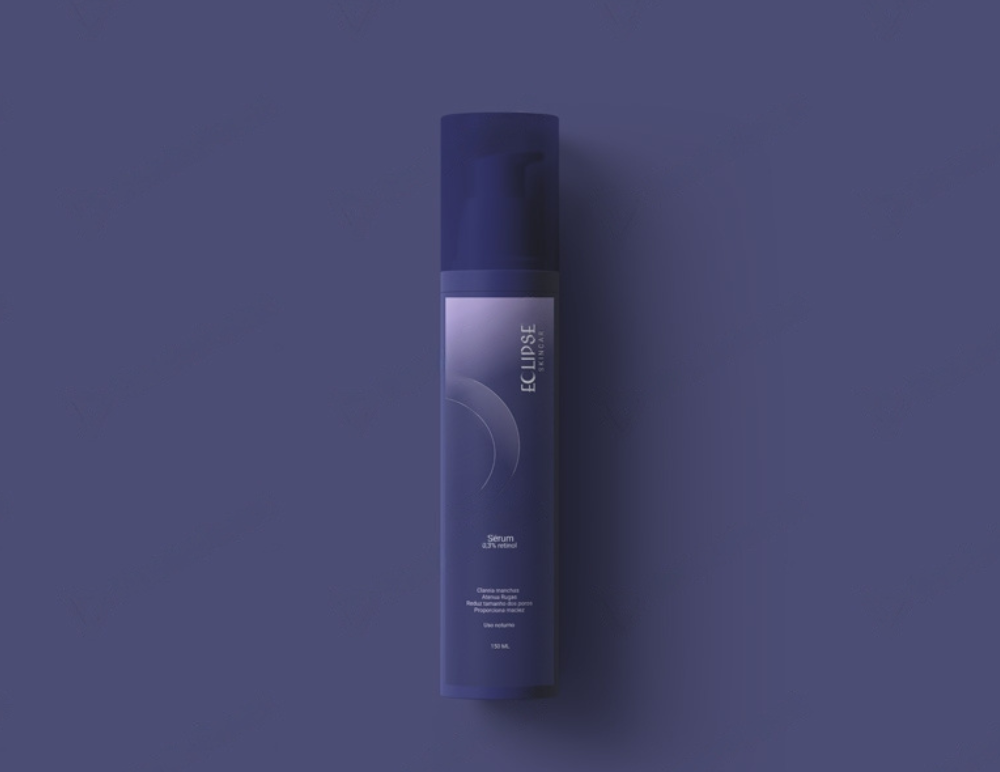 ECLIPSE
SKINCARE
Sérum
0,3% retinol
Clareia manchas
Atenua Rugas
Reduz tamanho dos poros
Proporciona maciez
Uso noturno
150 ML